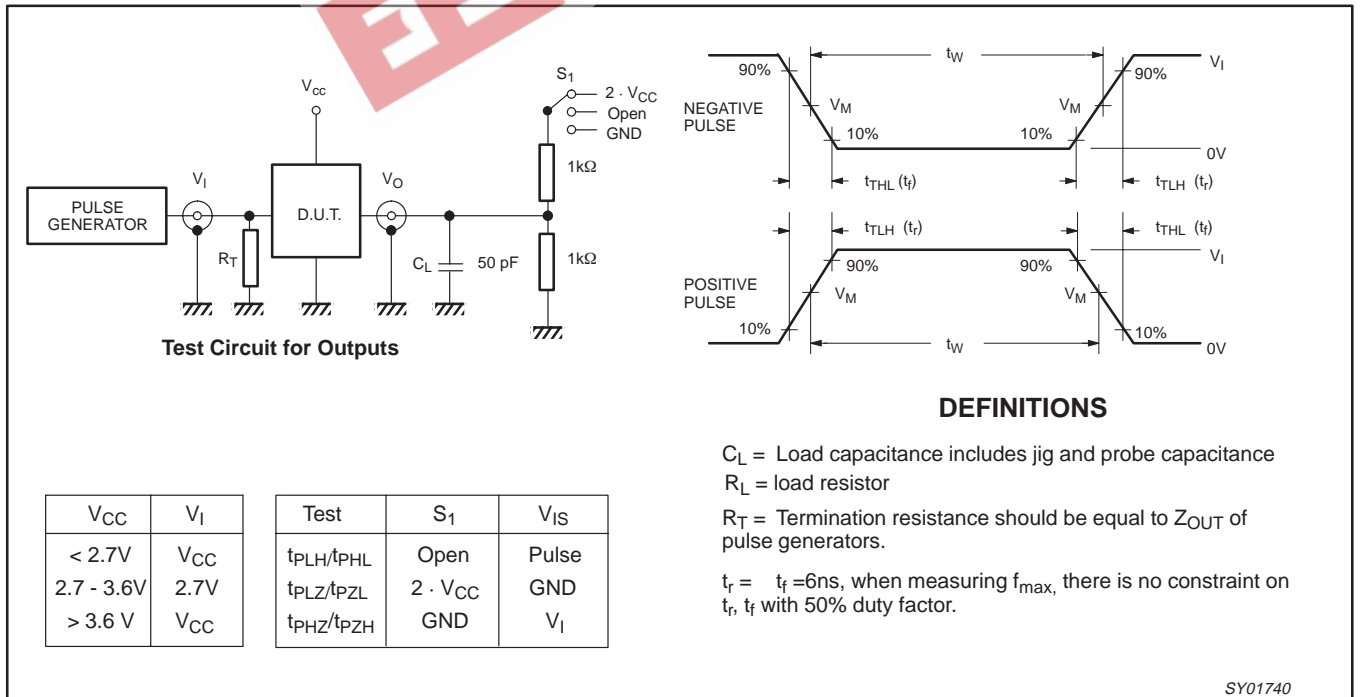 V_cc
S_1
2 · V_CC
Open
GND
1kΩ
V_I
V_O
PULSE
GENERATOR
D.U.T.
R_T
C_L
50 pF
1kΩ
Test Circuit for Outputs
t_W
V_I
90%
90%
NEGATIVE
PULSE
V_M
V_M
10%
10%
0V
t_THL (t_f)
t_TLH (t_r)
t_TLH (t_r)
t_THL (t_f)
V_I
90%
90%
POSITIVE
PULSE
V_M
V_M
10%
10%
t_W
0V
DEFINITIONS
C_L = Load capacitance includes jig and probe capacitance
R_L = load resistor
R_T = Termination resistance should be equal to Z_OUT of
pulse generators.
t_r = t_f =6ns, when measuring f_max, there is no constraint on
t_r, t_f with 50% duty factor.
V_CC V_I
< 2.7V V_CC
2.7 - 3.6V 2.7V
> 3.6 V V_CC
Test S_1 V_IS
t_PLH/t_PHL Open Pulse
t_PLZ/t_PZL 2 · V_CC GND
t_PHZ/t_PZH GND V_I
SY01740